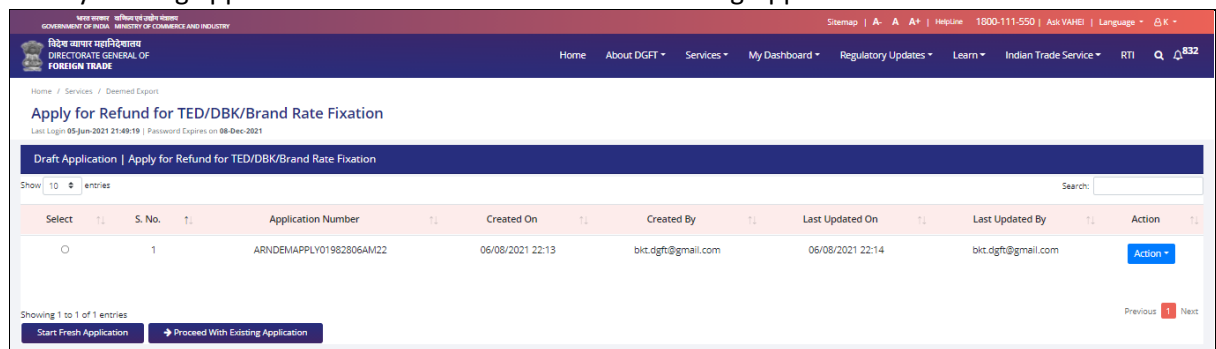 भारत सरकार वाणिज्य एवं उद्योग मंत्रालय
GOVERNMENT OF INDIA MINISTRY OF COMMERCE AND INDUSTRY
Sitemap | A- A A+ | HelpLine 1800-111-550 | Ask VAHEI | Language K
विदेश व्यापार महानिदेशालय
DIRECTORATE GENERAL OF
FOREIGN TRADE
Home About DGFT Services My Dashboard Regulatory Updates Learn Indian Trade Service RTI 832
Home / Services / Deemed Export
Apply for Refund for TED/DBK/Brand Rate Fixation
Last Login 05-Jun-2021 21:49:19 | Password Expires on 08-Dec-2021
Draft Application | Apply for Refund for TED/DBK/Brand Rate Fixation
Show 10 entries Search:
Select S. No. Application Number Created On Created By Last Updated On Last Updated By Action
1 ARNDEMAPPLY01982806AM22 06/08/2021 22:13 bkt.dgft@gmail.com 06/08/2021 22:14 bkt.dgft@gmail.com Action
Showing 1 to 1 of 1 entries Previous 1 Next
Start Fresh Application Proceed With Existing Application